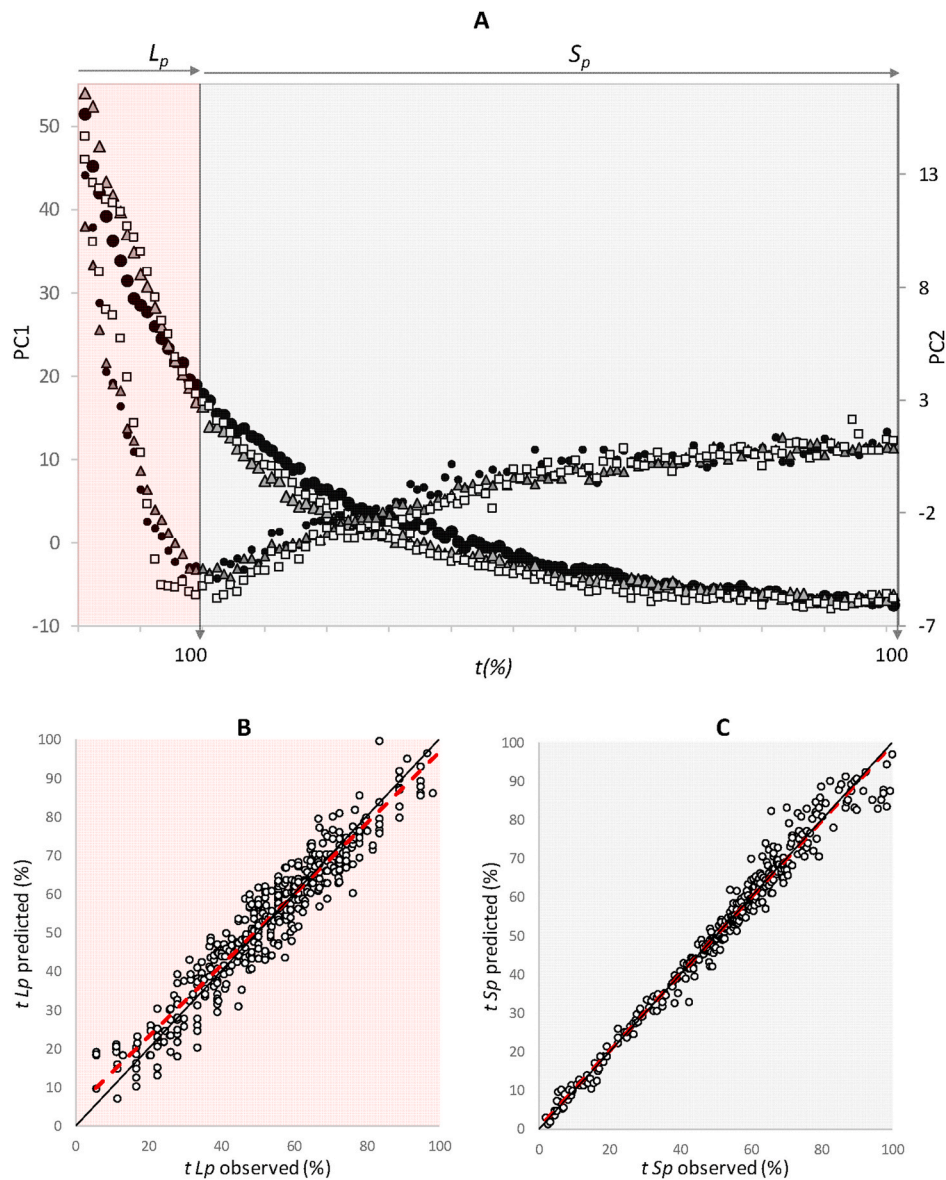 A
Lp
Sp
50
40
30
20
10
0
-10
PC1
13
8
3
-2
-7
PC2
100
t(%)
100
B
100
90
80
70
60
50
40
30
20
10
0
t Lp predicted (%)
0 20 40 60 80 100
t Lp observed (%)
C
100
90
80
70
60
50
40
30
20
10
0
t Sp predicted (%)
0 20 40 60 80 100
t Sp observed (%)